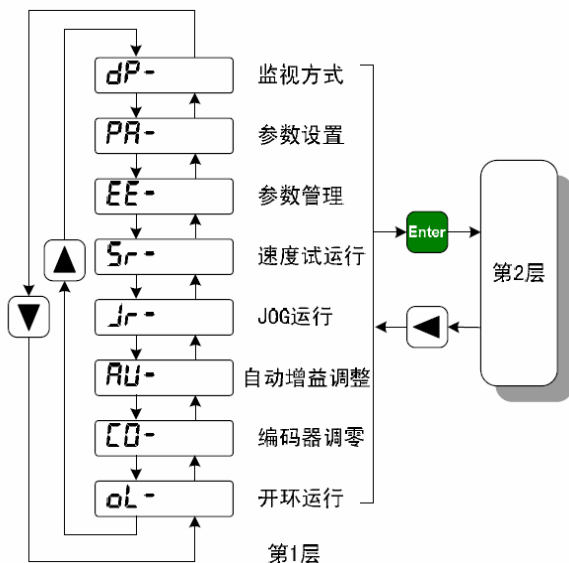 dP- 监视方式
PA- 参数设置
EE- 参数管理
Enter
Sr- 速度试运行
第2层
Jr- JOG运行
AU- 自动增益调整
CO- 编码器调零
oL- 开环运行
第1层